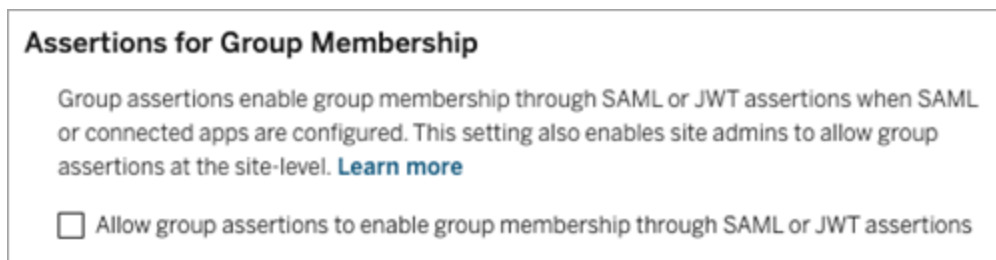 Assertions for Group Membership
Group assertions enable group membership through SAML or JWT assertions when SAML
or connected apps are configured. This setting also enables site admins to allow group
assertions at the site-level. Learn more
Allow group assertions to enable group membership through SAML or JWT assertions